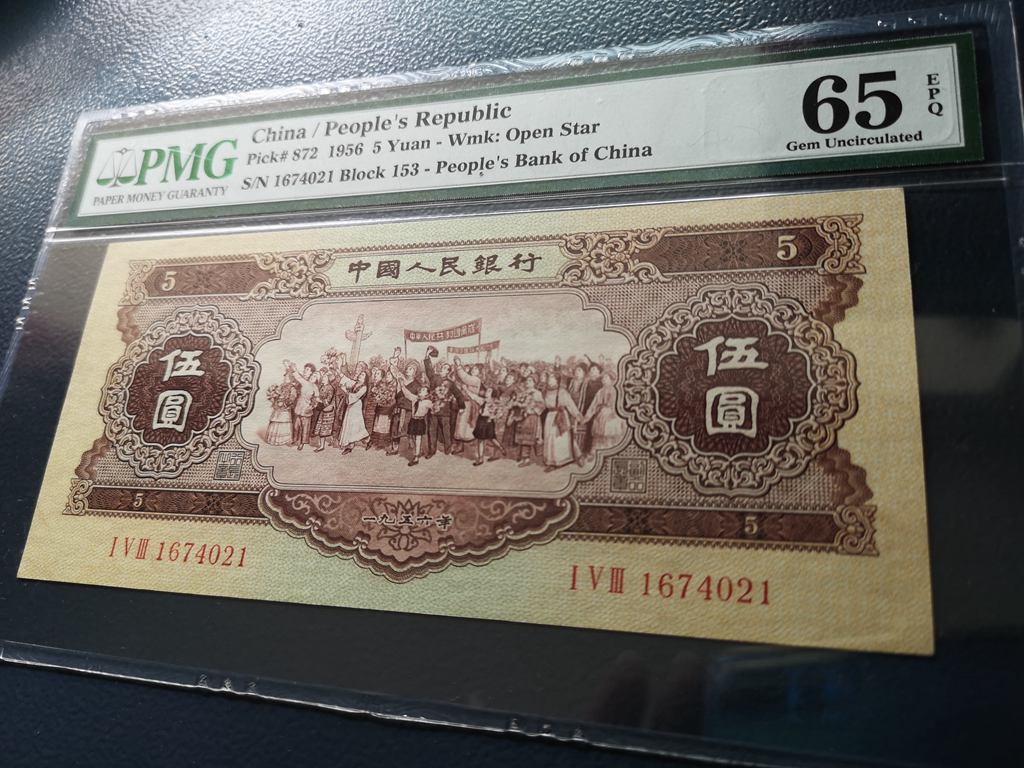 PMG
PAPER MONEY GUARANTY
China / People's Republic
Pick# 872 1956 5 Yuan - Wmk: Open Star
S/N 1674021 Block 153 - People's Bank of China
65
EPQ
Gem Uncirculated
5
中國人民銀行
5
伍圓
伍圓
5
一九五六年
5
I V III 1674021
I V III 1674021